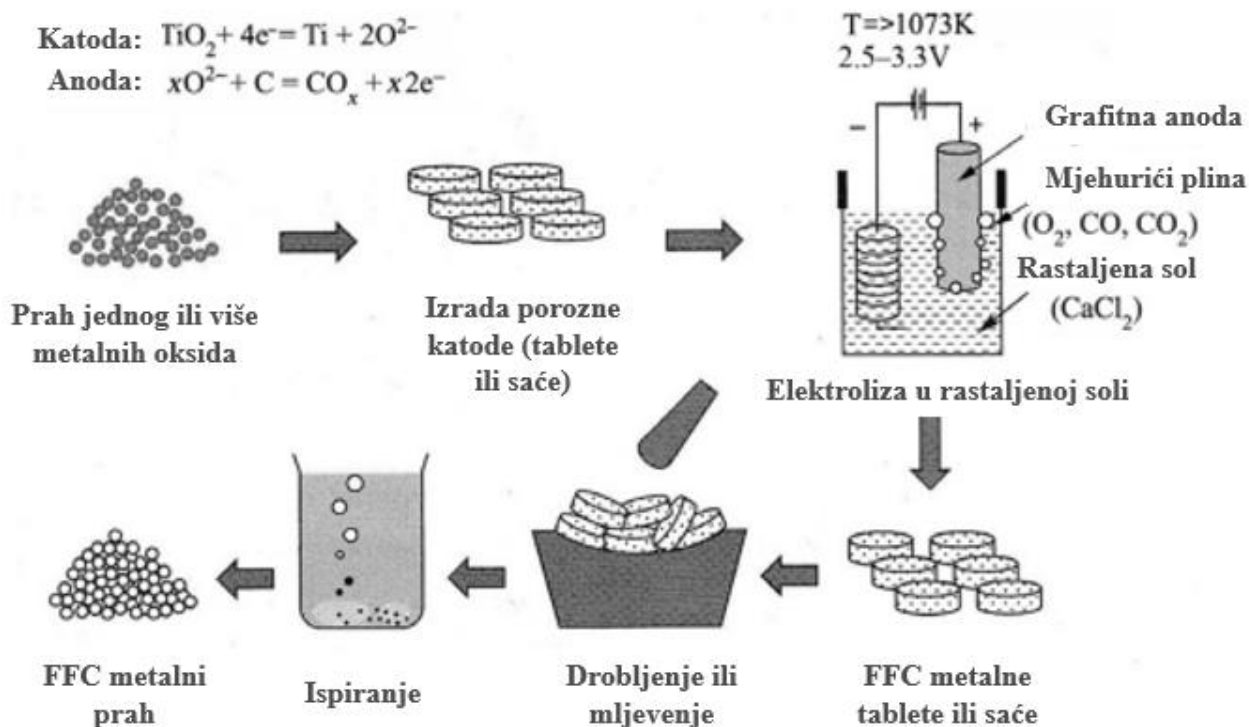 Katoda: TiO₂ + 4e⁻ = Ti + 2O²⁻
Anoda: xO²⁻ + C = COₓ + x2e⁻
T=>1073K
2.5–3.3V
− +
Grafitna anoda
Mjehurići plina
(O₂, CO, CO₂)
Rastaljena sol
(CaCl₂)
Prah jednog ili više
metalnih oksida
Izrada porozne
katode (tablete
ili saće)
Elektroliza u rastaljenoj soli
FFC metalni
prah
Ispiranje
Drobljenje ili
mljevenje
FFC metalne
tablete ili saće